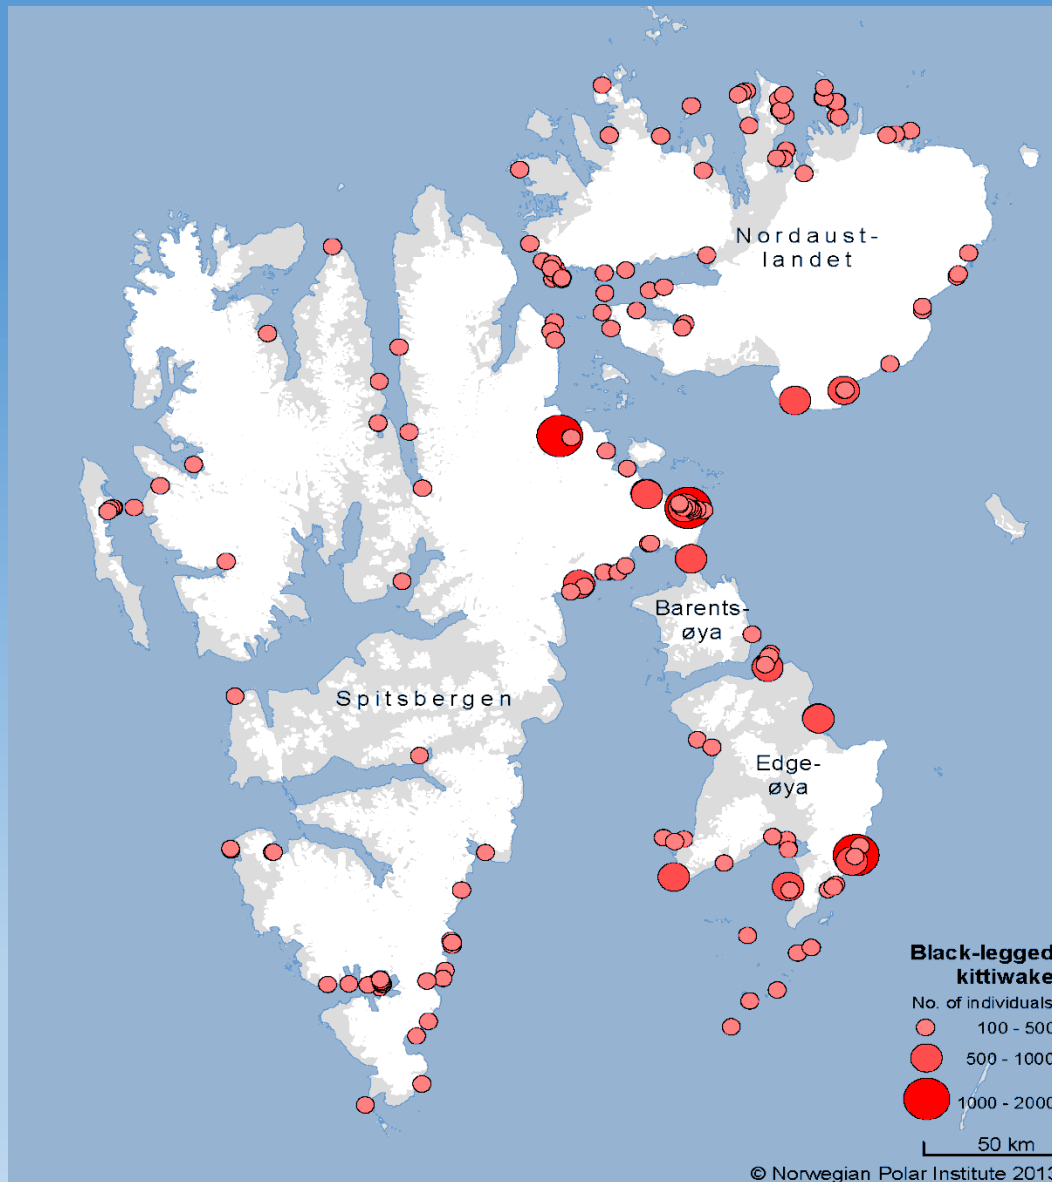 Nordaust-
landet
Barents-
øya
Spitsbergen
Edge-
øya
Black-legged
kittiwake
No. of individuals
100 - 500
500 - 1000
1000 - 2000
50 km
© Norwegian Polar Institute 2013